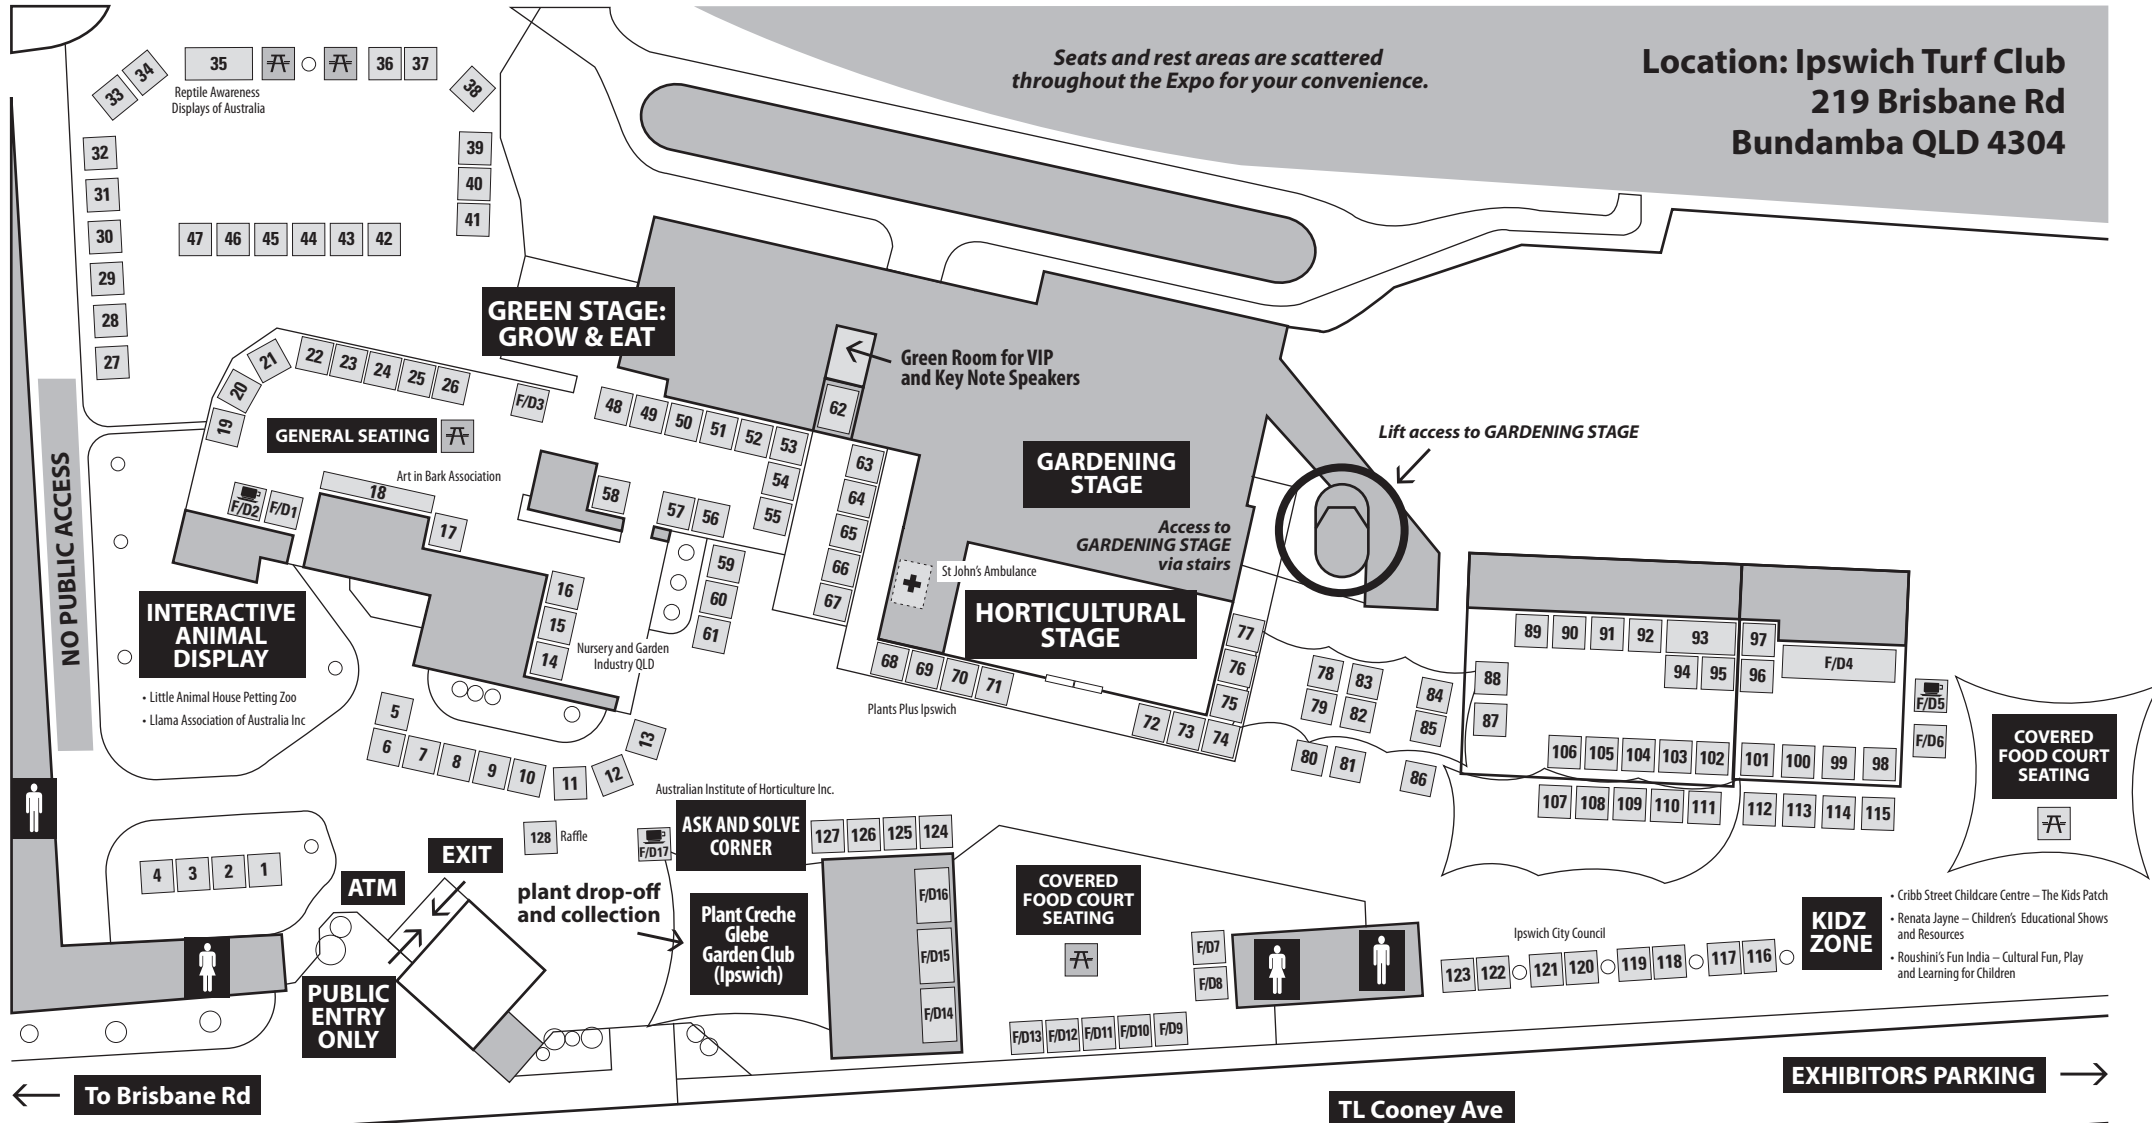 Seats and rest areas are scattered
throughout the Expo for your convenience.
Location: Ipswich Turf Club
219 Brisbane Rd
Bundamba QLD 4304
33
34
35
36
37
38
Reptile Awareness
Displays of Australia
32
31
30
29
28
27
39
40
41
47
46
45
44
43
42
NO PUBLIC ACCESS
GREEN STAGE:
GROW & EAT
Green Room for VIP
and Key Note Speakers
62
19
20
21
22
23
24
25
26
F/D3
GENERAL SEATING
Art in Bark Association
18
17
F/D2
F/D1
48
49
50
51
52
53
54
55
56
57
58
59
60
61
63
64
65
66
67
GARDENING
STAGE
Lift access to GARDENING STAGE
Access to
GARDENING STAGE
via stairs
St John's Ambulance
HORTICULTURAL
STAGE
INTERACTIVE
ANIMAL
DISPLAY
• Little Animal House Petting Zoo
• Llama Association of Australia Inc
16
15
14
Nursery and Garden
Industry QLD
5
6
7
8
9
10
11
12
13
68
69
70
71
Plants Plus Ipswich
72
73
74
75
76
77
78
79
80
81
82
83
84
85
86
87
88
89
90
91
92
93
94
95
96
97
F/D4
F/D5
F/D6
106
105
104
103
102
101
100
99
98
107
108
109
110
111
112
113
114
115
COVERED
FOOD COURT
SEATING
4
3
2
1
ATM
EXIT
128
Raffle
Australian Institute of Horticulture Inc.
F/D17
ASK AND SOLVE
CORNER
127
126
125
124
plant drop-off
and collection
Plant Creche
Glebe
Garden Club
(Ipswich)
F/D16
F/D15
F/D14
COVERED
FOOD COURT
SEATING
F/D7
F/D8
F/D13
F/D12
F/D11
F/D10
F/D9
Ipswich City Council
123
122
121
120
119
118
117
116
KIDZ
ZONE
• Cribb Street Childcare Centre – The Kids Patch
• Renata Jayne – Children's Educational Shows
and Resources
• Roushini's Fun India – Cultural Fun, Play
and Learning for Children
PUBLIC
ENTRY
ONLY
To Brisbane Rd
EXHIBITORS PARKING
TL Cooney Ave